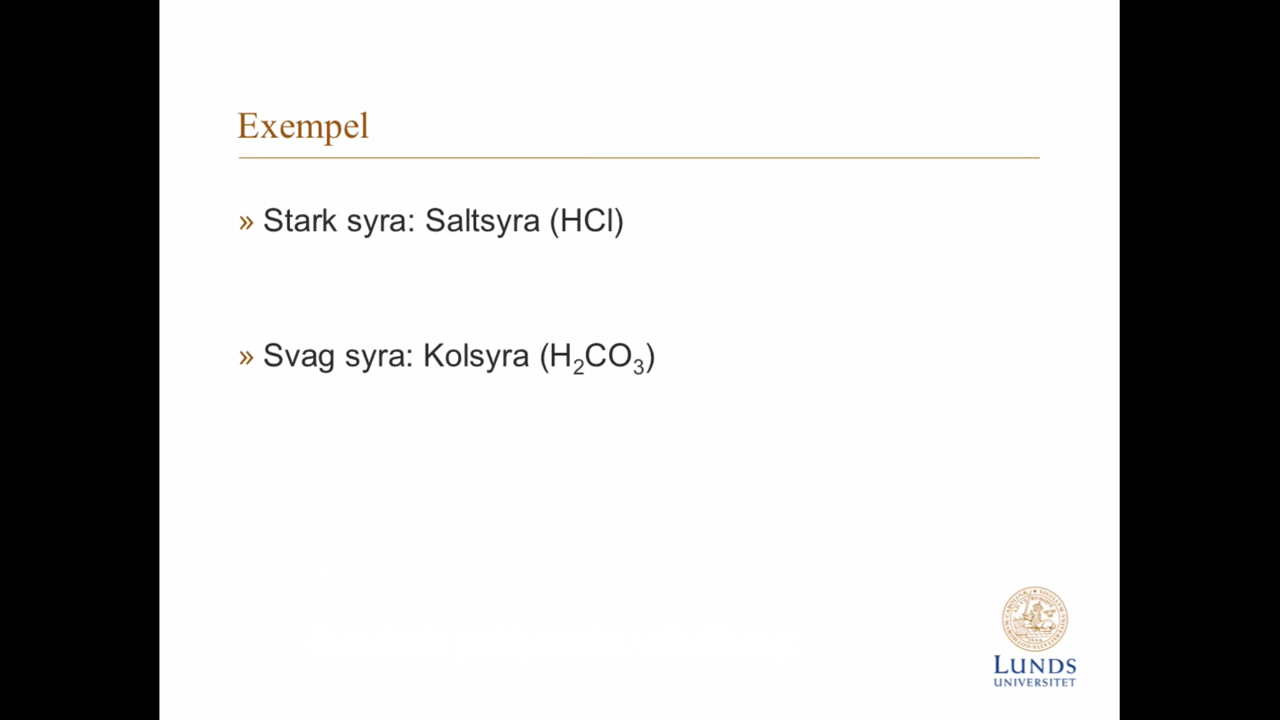 Exempel
» Stark syra: Saltsyra (HCl)
» Svag syra: Kolsyra (H₂CO₃)
LUNDS
UNIVERSITET